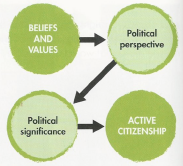 BELIEFS
AND
VALUES
Political
perspective
Political
significance
ACTIVE
CITIZENSHIP